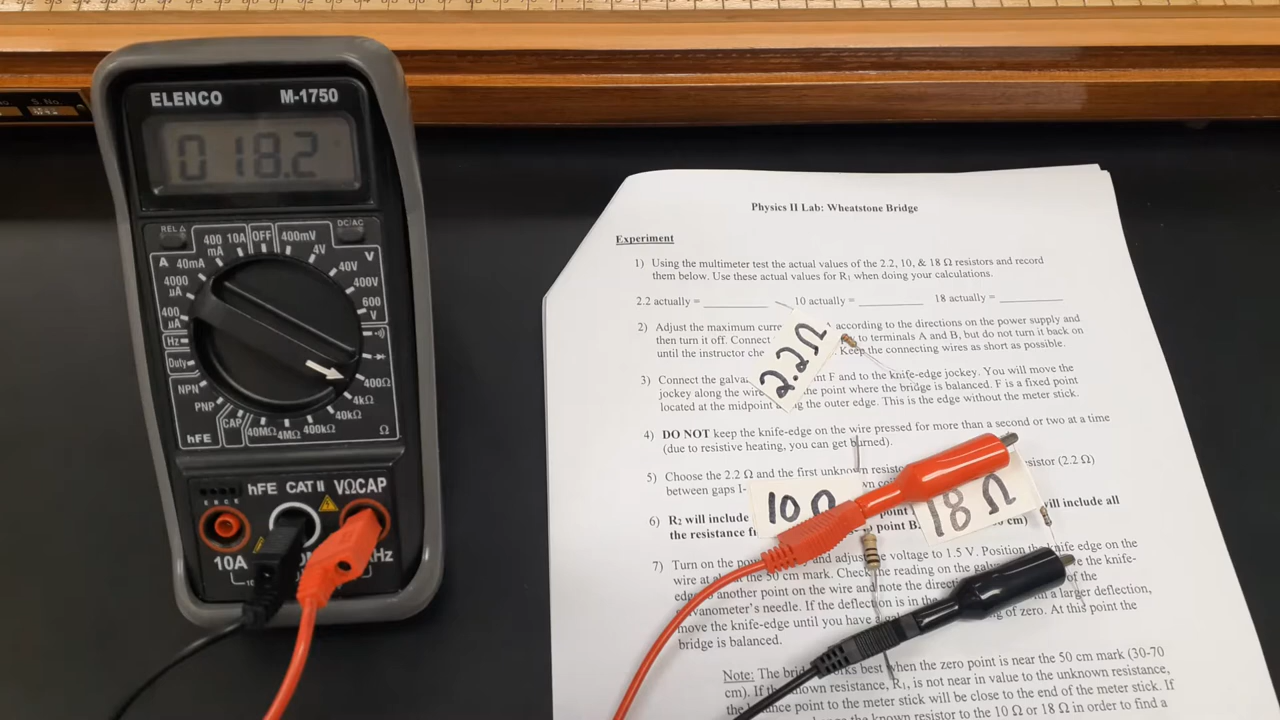 ELENCO M-1750
018.2
REL Δ DC/AC
400 mA 10A OFF 400mV
A 40mA 4V V
4000 µA 40V
400 µA 400V
600 V
Hz
Duty
NPN 400Ω
PNP 4kΩ
hFE CAP 40MΩ 4MΩ 400kΩ 40kΩ Ω
hFE CAT II VΩCAP
10A
S. No.
Physics II Lab: Wheatstone Bridge
Experiment
1) Using the multimeter test the actual values of the 2.2, 10, & 18 Ω resistors and record
them below. Use these actual values for R1 when doing your calculations.
2.2 actually = 10 actually = 18 actually =
2) Adjust the maximum according to the directions on the power supply and
then turn it off. Connect to terminals A and B, but do not turn it back on
until the instructor Keep the connecting wires as short as possible.
3) Connect the F and to the knife-edge jockey. You will move the
jockey along the wire the point where the bridge is balanced. F is a fixed point
located at the midpoint the outer edge. This is the edge without the meter stick.
2.2Ω
4) DO NOT keep the knife-edge on the wire pressed for more than a second or two at a time
(due to resistive heating, you can get burned).
5) Choose the 2.2 Ω and the first unknown (2.2 Ω)
between gaps
10Ω
18Ω
6) R2 will include point will include all
the resistance point B. cm)
7) Turn on the and voltage to 1.5 V. Position the knife edge on the
wire at the 50 cm mark. Check the reading on the the knife-
another point on the wire and note the of the
needle. If the deflection is in the a larger deflection,
move the knife-edge until you have a of zero. At this point the
bridge is balanced.
Note: The best when the zero point is near the 50 cm mark (30-70
cm). If resistance, R1, is not near in value to the unknown resistance,
the point to the meter stick will be close to the end of the meter stick. If
resistor to the 10 Ω or 18 Ω in order to find a